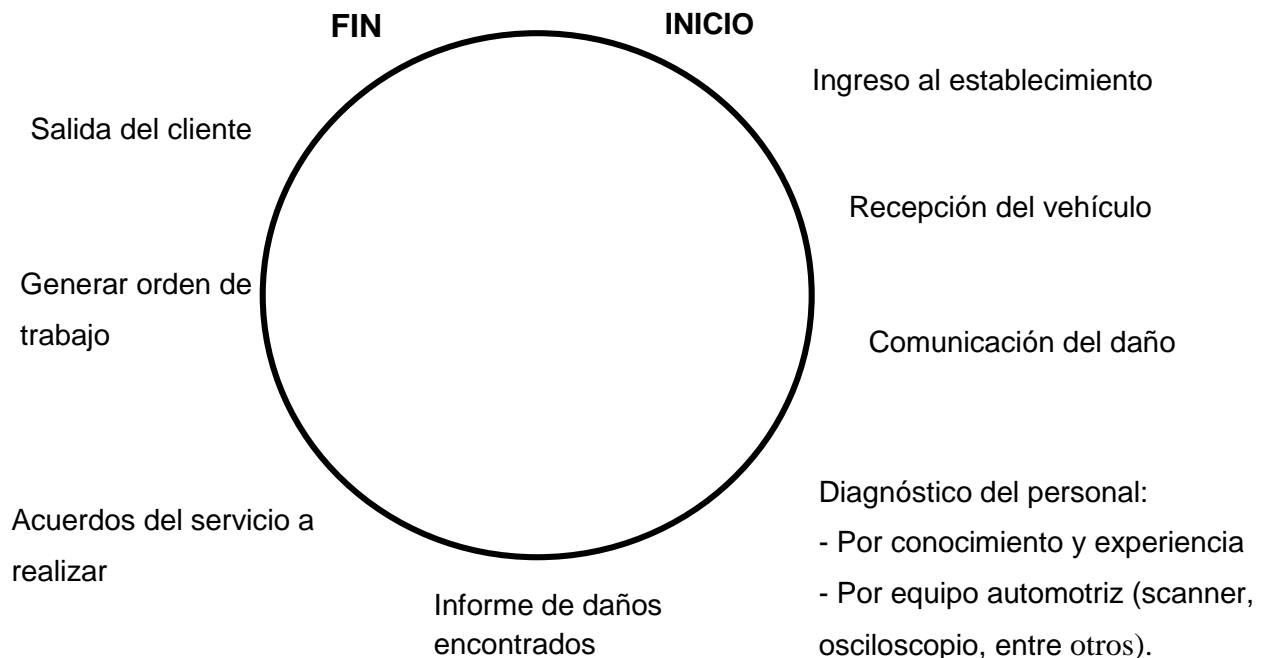 FIN
INICIO
Ingreso al establecimiento
Recepción del vehículo
Comunicación del daño
Diagnóstico del personal:
- Por conocimiento y experiencia
- Por equipo automotriz (scanner,
osciloscopio, entre otros).
Informe de daños
encontrados
Acuerdos del servicio a
realizar
Generar orden de
trabajo
Salida del cliente